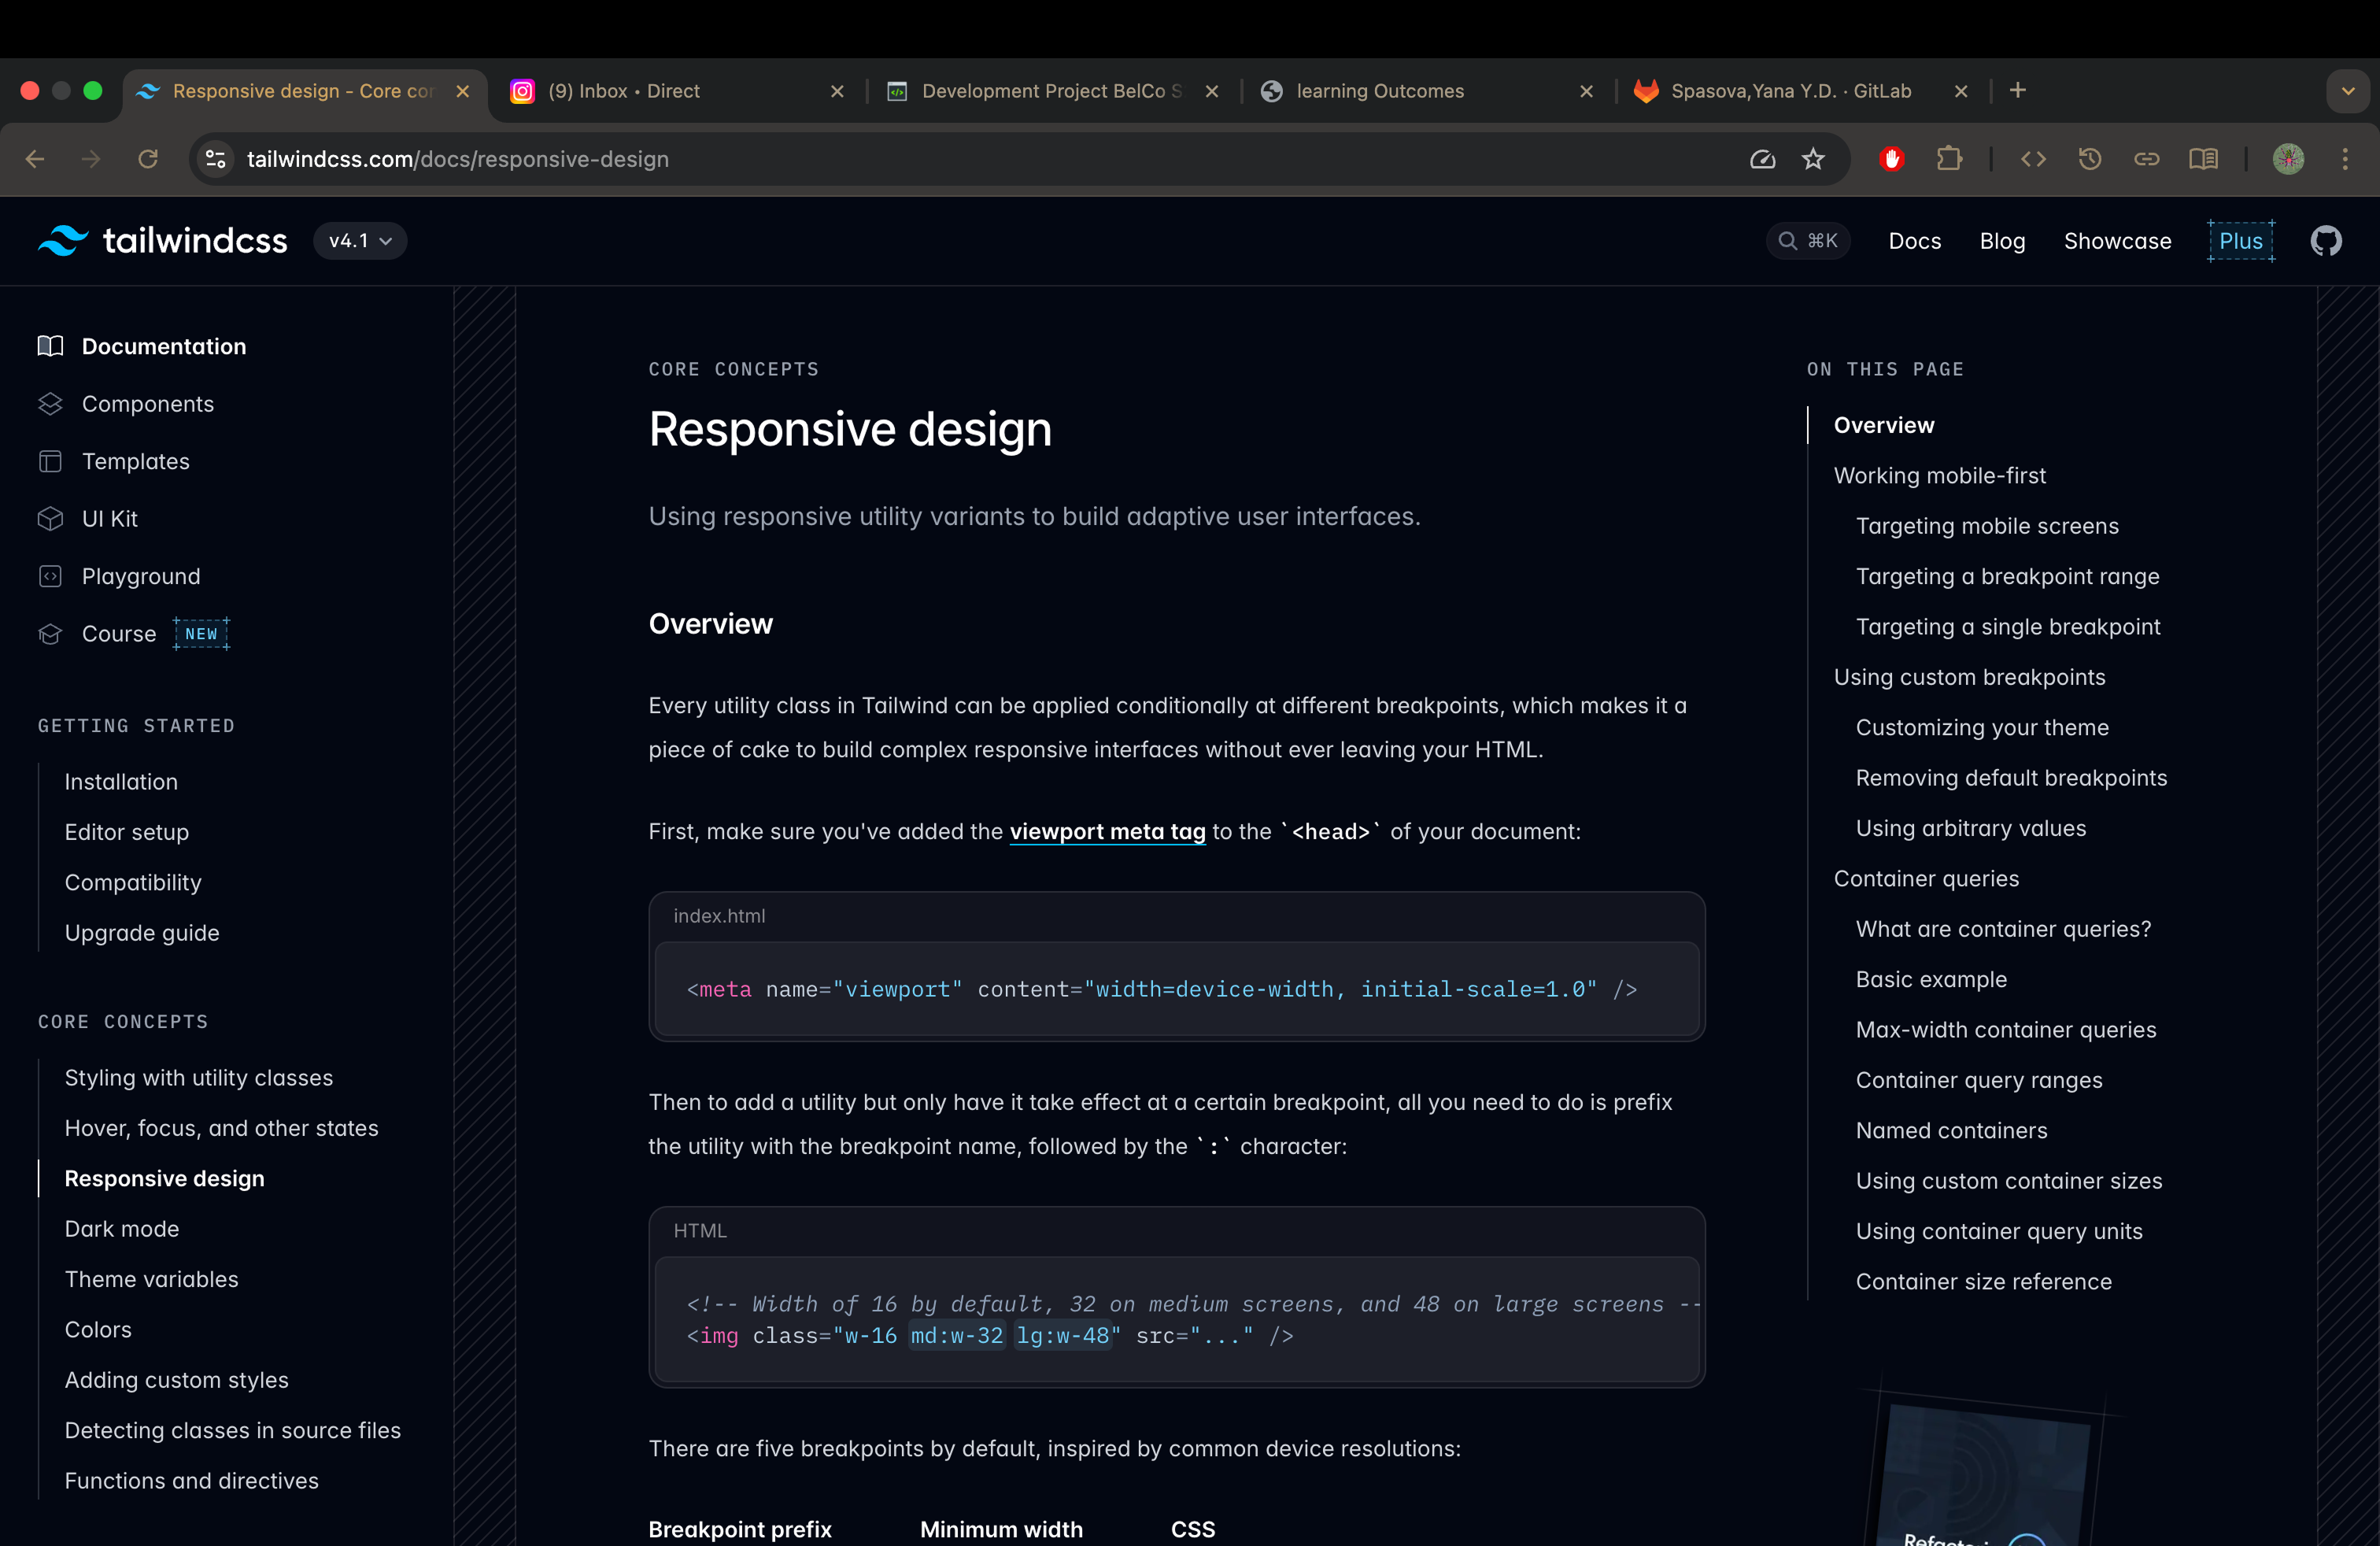 Responsive design - Core cor
(9) Inbox • Direct
Development Project BelCo S
learning Outcomes
Spasova,Yana Y.D. · GitLab
tailwindcss.com/docs/responsive-design
tailwindcss
v4.1
⌘K
Docs
Blog
Showcase
Plus
Documentation
Components
Templates
UI Kit
Playground
Course NEW
GETTING STARTED
Installation
Editor setup
Compatibility
Upgrade guide
CORE CONCEPTS
Styling with utility classes
Hover, focus, and other states
Responsive design
Dark mode
Theme variables
Colors
Adding custom styles
Detecting classes in source files
Functions and directives
CORE CONCEPTS
Responsive design
Using responsive utility variants to build adaptive user interfaces.
Overview
Every utility class in Tailwind can be applied conditionally at different breakpoints, which makes it a
piece of cake to build complex responsive interfaces without ever leaving your HTML.
First, make sure you've added the viewport meta tag to the `<head>` of your document:
index.html
<meta name="viewport" content="width=device-width, initial-scale=1.0" />
Then to add a utility but only have it take effect at a certain breakpoint, all you need to do is prefix
the utility with the breakpoint name, followed by the `:` character:
HTML
<!-- Width of 16 by default, 32 on medium screens, and 48 on large screens --
<img class="w-16 md:w-32 lg:w-48" src="..." />
There are five breakpoints by default, inspired by common device resolutions:
Breakpoint prefix
Minimum width
CSS
ON THIS PAGE
Overview
Working mobile-first
Targeting mobile screens
Targeting a breakpoint range
Targeting a single breakpoint
Using custom breakpoints
Customizing your theme
Removing default breakpoints
Using arbitrary values
Container queries
What are container queries?
Basic example
Max-width container queries
Container query ranges
Named containers
Using custom container sizes
Using container query units
Container size reference